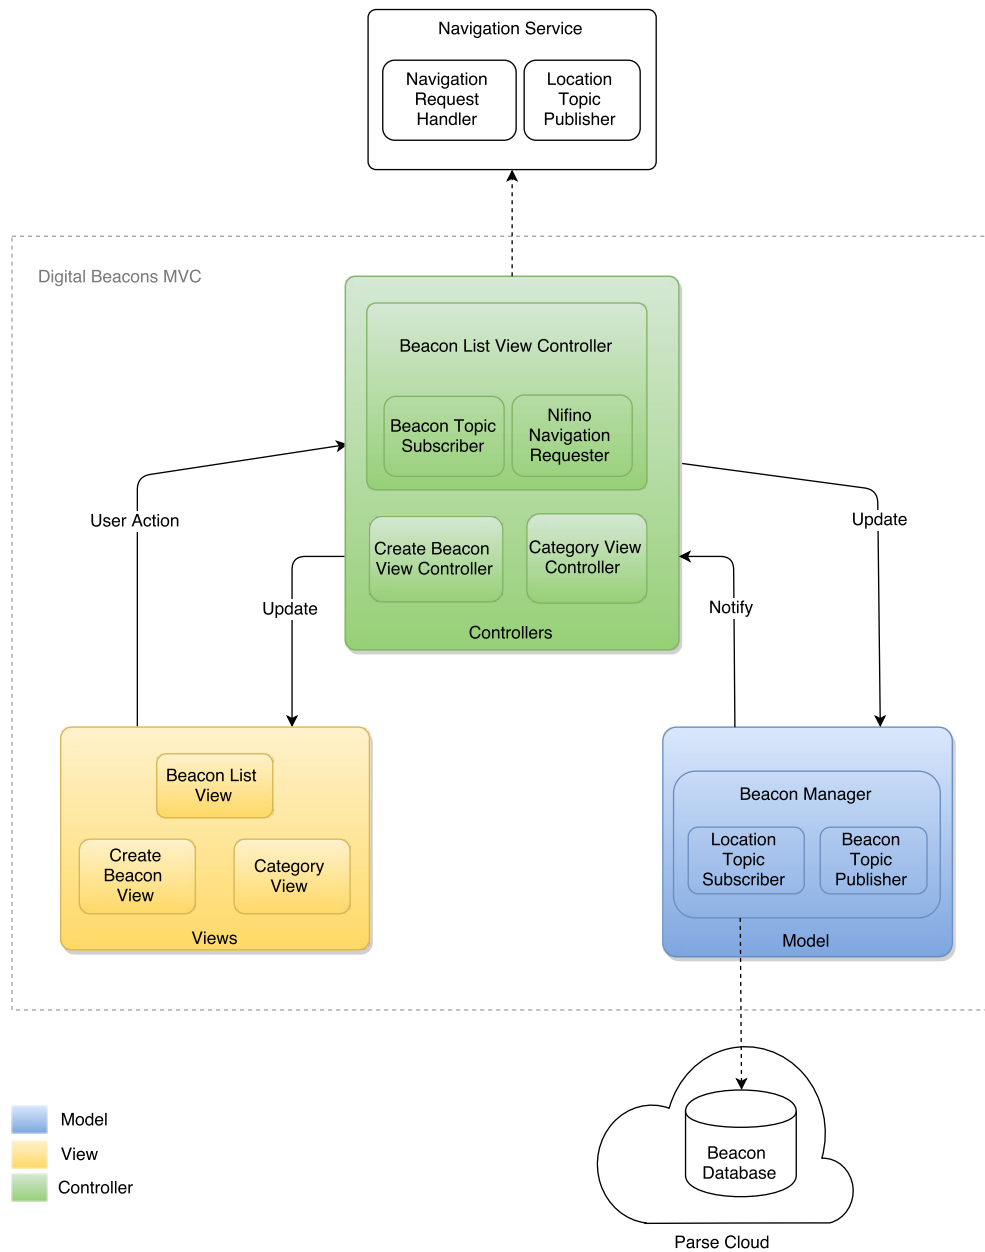 Navigation Service
Navigation
Request
Handler
Location
Topic
Publisher
Digital Beacons MVC
Beacon List View Controller
Beacon Topic
Subscriber
Nifino
Navigation
Requester
User Action
Update
Create Beacon
View Controller
Category View
Controller
Update
Notify
Controllers
Beacon List
View
Create
Beacon
View
Category
View
Views
Beacon Manager
Location
Topic
Subscriber
Beacon
Topic
Publisher
Model
Model
View
Controller
Beacon
Database
Parse Cloud